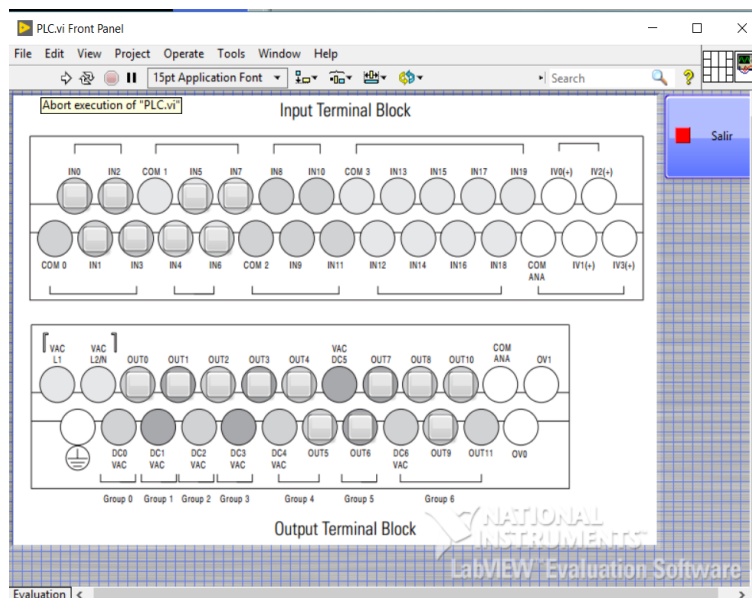 PLC.vi Front Panel
File Edit View Project Operate Tools Window Help
15pt Application Font
Search
Abort execution of "PLC.vi"
Input Terminal Block
Salir
IN0 IN2 COM 1 IN5 IN7 IN8 IN10 COM 3 IN13 IN15 IN17 IN19 IV0(+) IV2(+)
COM 0 IN1 IN3 IN4 IN6 COM 2 IN9 IN11 IN12 IN14 IN16 IN18 COM IV1(+) IV3(+)
ANA
VAC VAC VAC COM
L1 L2/N OUT0 OUT1 OUT2 OUT3 OUT4 DC5 OUT7 OUT8 OUT10 ANA OV1
DC0 DC1 DC2 DC3 DC4 OUT5 OUT6 DC6 OUT9 OUT11 OV0
VAC VAC VAC VAC VAC VAC
Group 0 Group 1 Group 2 Group 3 Group 4 Group 5 Group 6
Output Terminal Block
NATIONAL
INSTRUMENTS
LabVIEW™ Evaluation Software
Evaluation